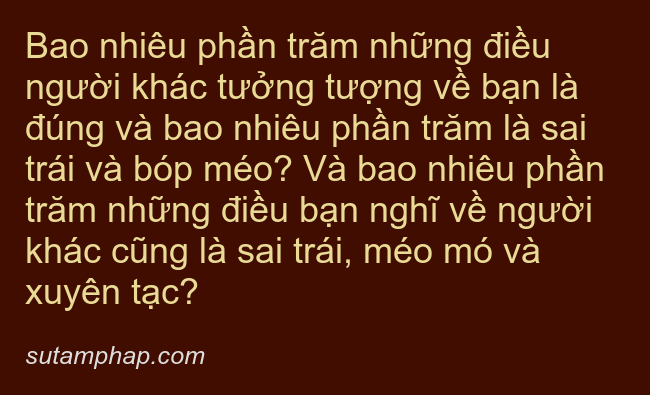 Bao nhiêu phần trăm những điều
người khác tưởng tượng về bạn là
đúng và bao nhiêu phần trăm là sai
trái và bóp méo? Và bao nhiêu phần
trăm những điều bạn nghĩ về người
khác cũng là sai trái, méo mó và
xuyên tạc?
sutamphap.com